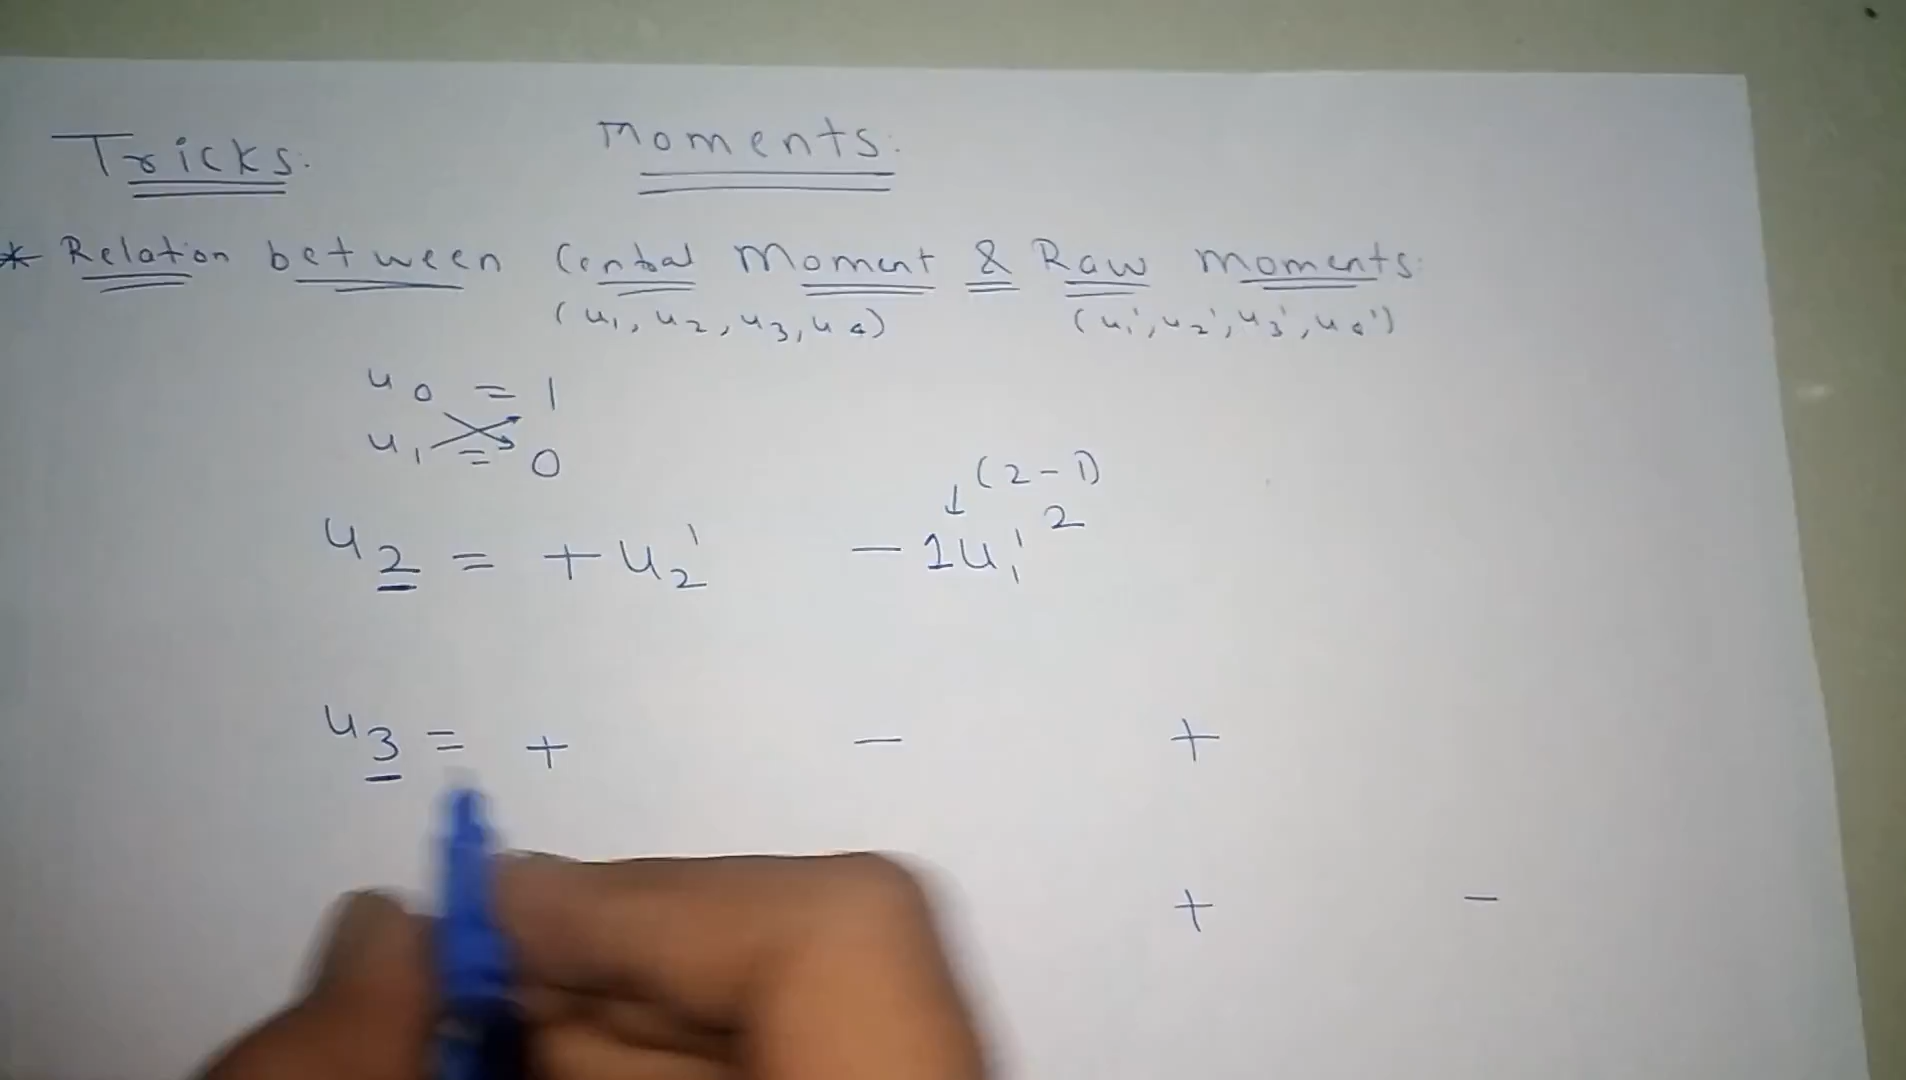 Tricks: Moments:
* Relation between Central Moment & Raw Moments:
(u₁, u₂, u₃, u₄) (u₁', u₂', u₃', u₄')
u₀ = 1
u₁ = 0
(2-1)
u₂ = + u₂' - 1u₁'²
u₃ = + - +
+ -